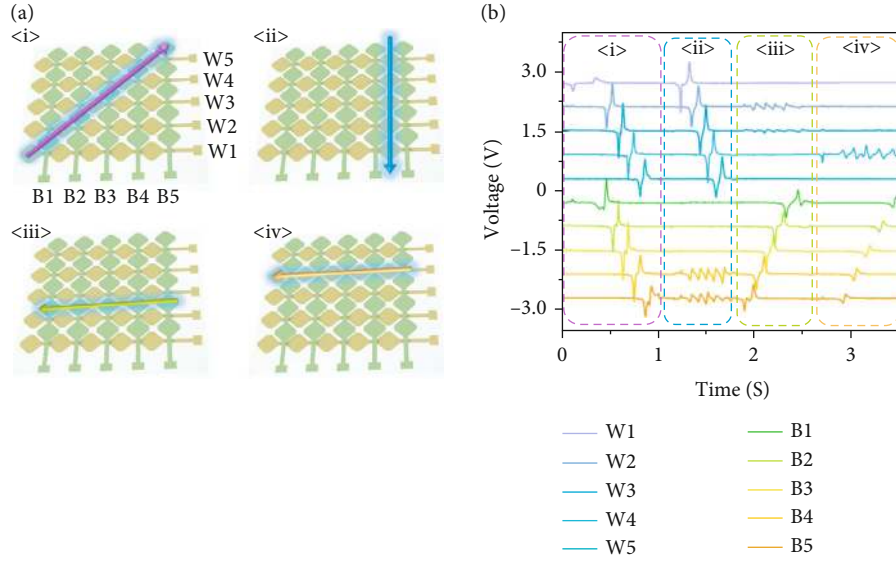 (a)
<i>
W5
W4
W3
W2
W1
B1 B2 B3 B4 B5
<ii>
<iii>
<iv>
(b)
<i> <ii> <iii> <iv>
3.0
1.5
0
−1.5
−3.0
Voltage (V)
0 1 2 3
Time (S)
W1 B1
W2 B2
W3 B3
W4 B4
W5 B5